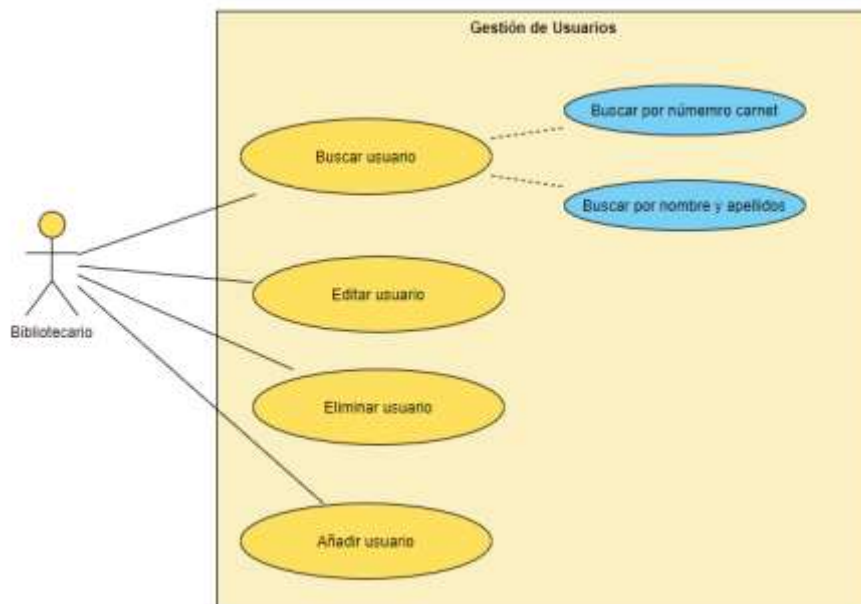 Gestión de Usuarios
Buscar por númemro carnet
Buscar usuario
Buscar por nombre y apellidos
Editar usuario
Bibliotecario
Eliminar usuario
Añadir usuario